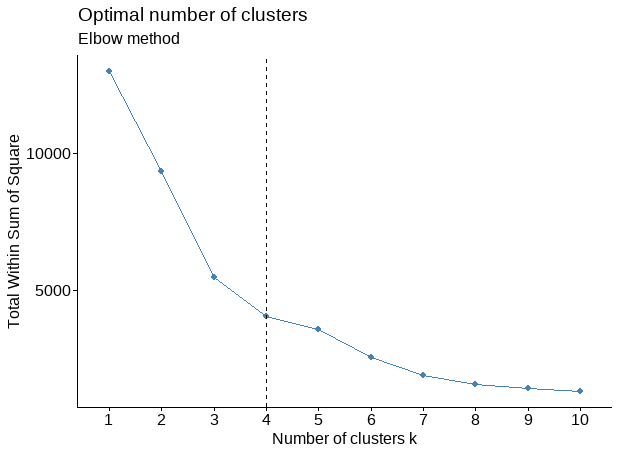 Optimal number of clusters
Elbow method
Total Within Sum of Square
10000
5000
1 2 3 4 5 6 7 8 9 10
Number of clusters k